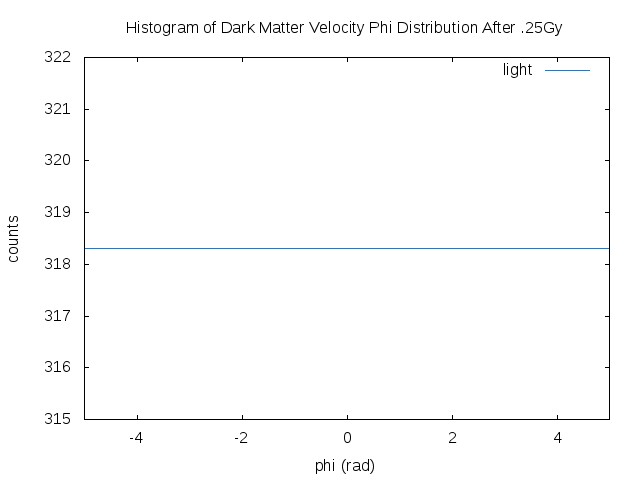 Histogram of Dark Matter Velocity Phi Distribution After .25Gy
light
322
321
320
319
318
317
316
315
counts
-4 -2 0 2 4
phi (rad)